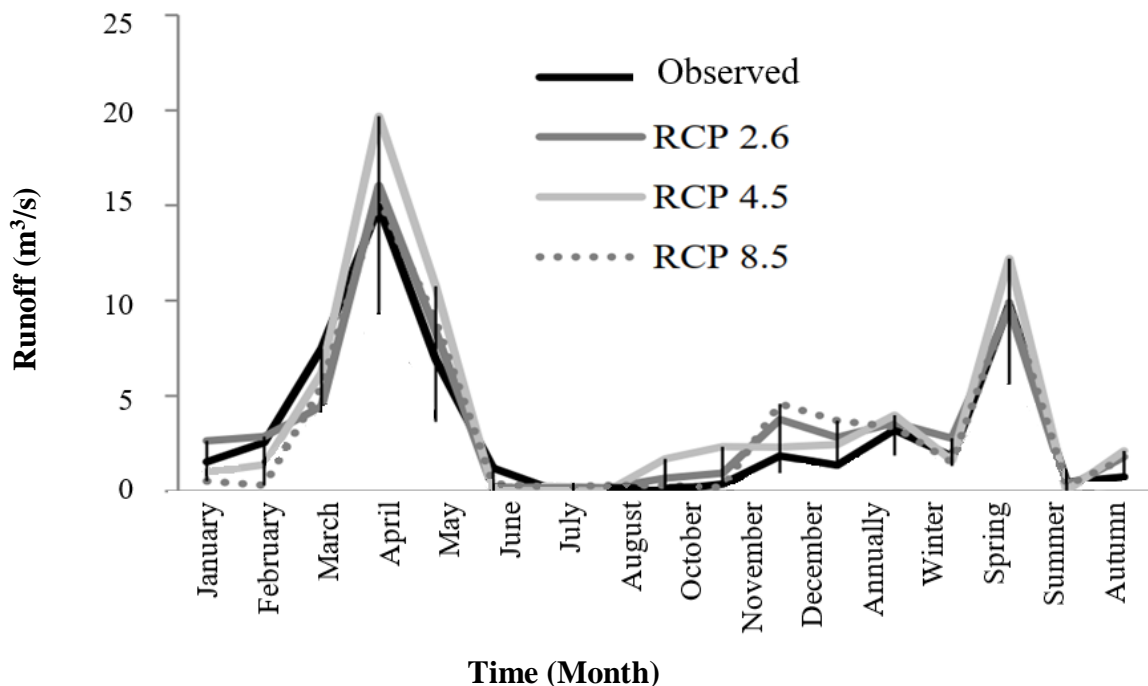 25
20
15
10
5
0
Runoff (m³/s)
Observed
RCP 2.6
RCP 4.5
RCP 8.5
January
February
March
April
May
June
July
August
October
November
December
Annually
Winter
Spring
Summer
Autumn
Time (Month)